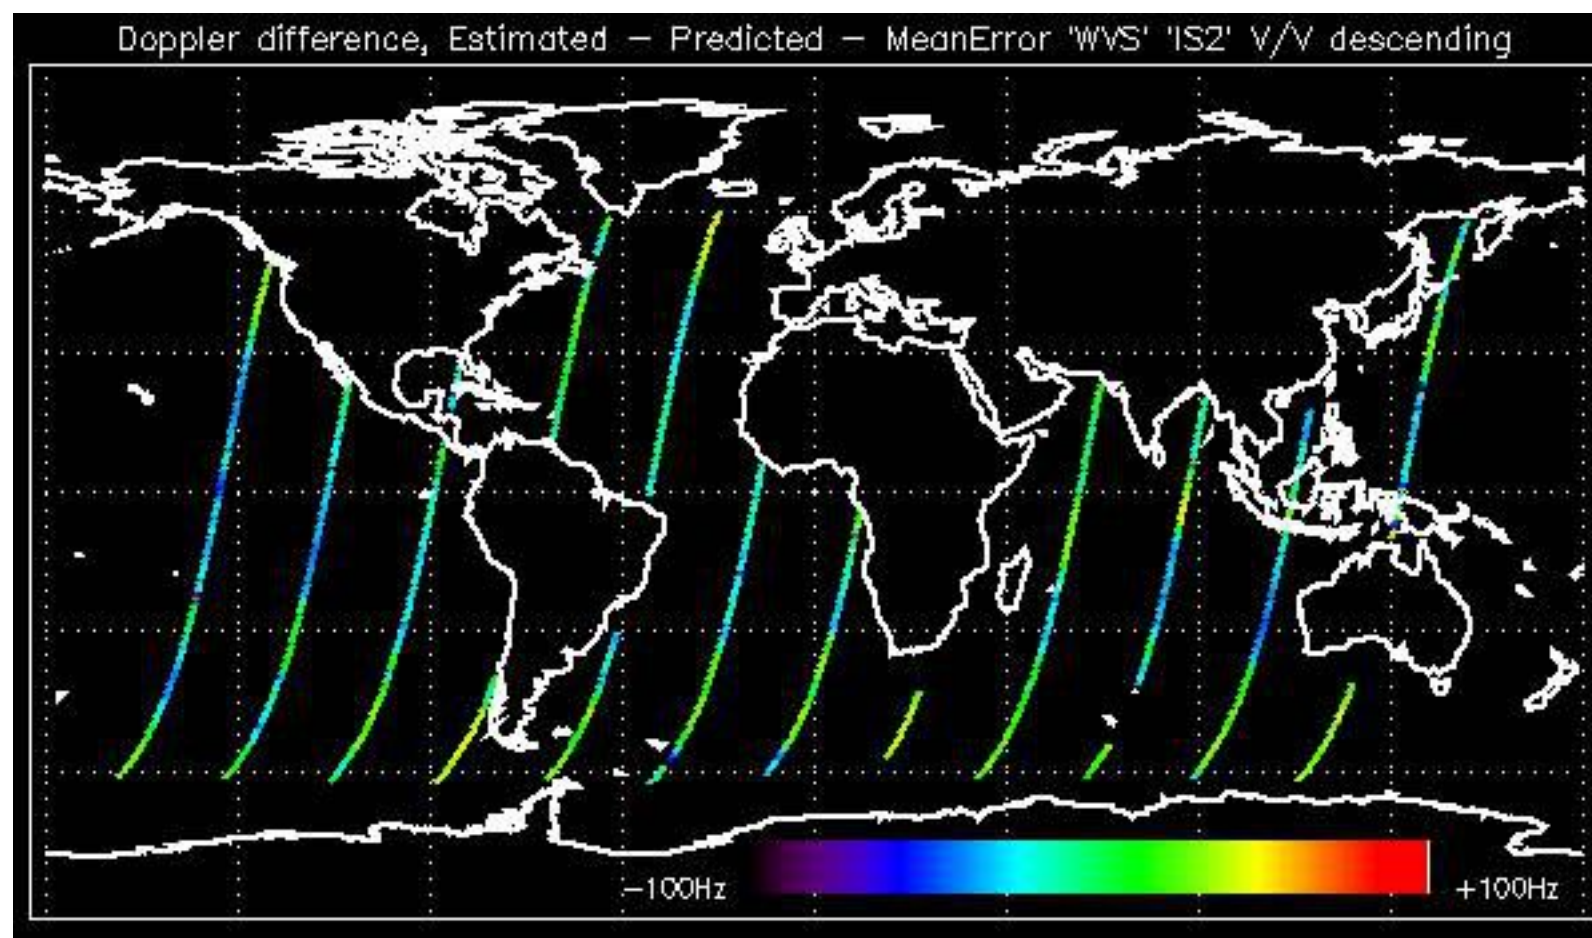 Doppler difference, Estimated – Predicted – MeanError 'WVS' 'IS2' V/V descending
-100Hz +100Hz